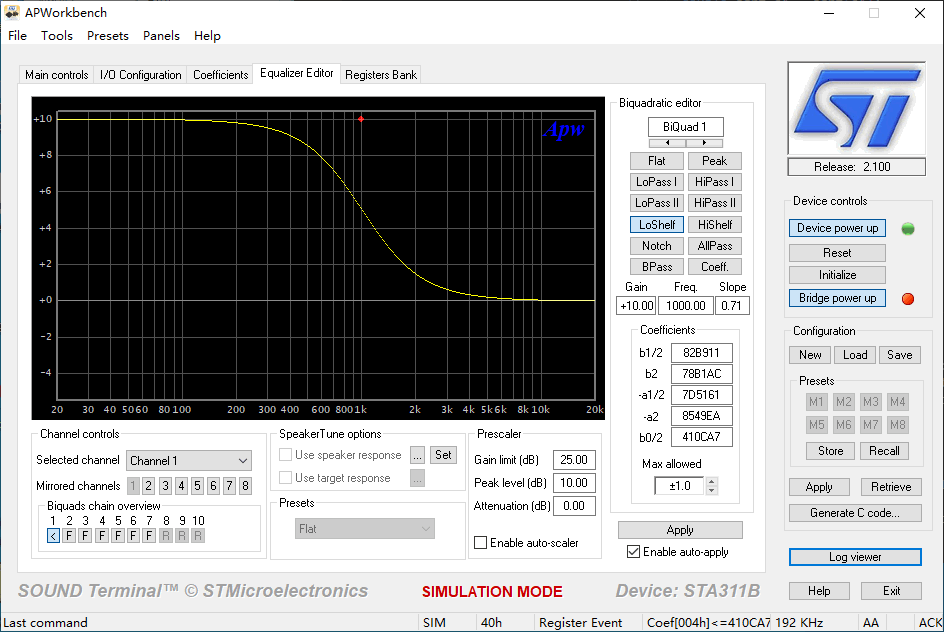 APWorkbench
File Tools Presets Panels Help
Main controls I/O Configuration Coefficients Equalizer Editor Registers Bank
+10
+8
+6
+4
+2
+0
-2
-4
20 30 40 50 60 80 100 200 300 400 600 800 1k 2k 3k 4k 5k 6k 8k 10k 20k
Apw
Biquadratic editor
BiQuad 1
Flat Peak
LoPass I HiPass I
LoPass II HiPass II
LoShelf HiShelf
Notch AllPass
BPass Coeff.
Gain Freq. Slope
+10.00 1000.00 0.71
Coefficients
b1/2 82B911
b2 78B1AC
-a1/2 7D5161
-a2 8549EA
b0/2 410CA7
Max allowed
±1.0
Apply
Enable auto-apply
Channel controls
Selected channel Channel 1
Mirrored channels 1 2 3 4 5 6 7 8
Biquads chain overview
1 2 3 4 5 6 7 8 9 10
< F F F F F F R R R
SpeakerTune options
Use speaker response ... Set
Use target response ...
Presets
Flat
Prescaler
Gain limit (dB) 25.00
Peak level (dB) 10.00
Attenuation (dB) 0.00
Enable auto-scaler
ST
Release: 2.100
Device controls
Device power up
Reset
Initialize
Bridge power up
Configuration
New Load Save
Presets
M1 M2 M3 M4
M5 M6 M7 M8
Store Recall
Apply Retrieve
Generate C code...
Log viewer
Help Exit
SOUND Terminal™ © STMicroelectronics SIMULATION MODE Device: STA311B
Last command SIM 40h Register Event Coef[004h]<=410CA7 192 KHz AA ACK